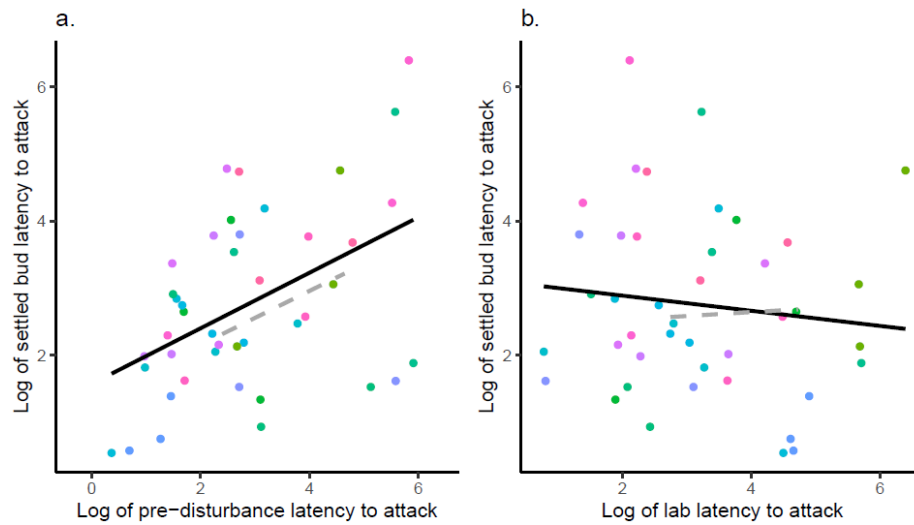 a.
Log of settled bud latency to attack
6
4
2
0 2 4 6
Log of pre−disturbance latency to attack
b.
Log of settled bud latency to attack
6
4
2
2 4 6
Log of lab latency to attack